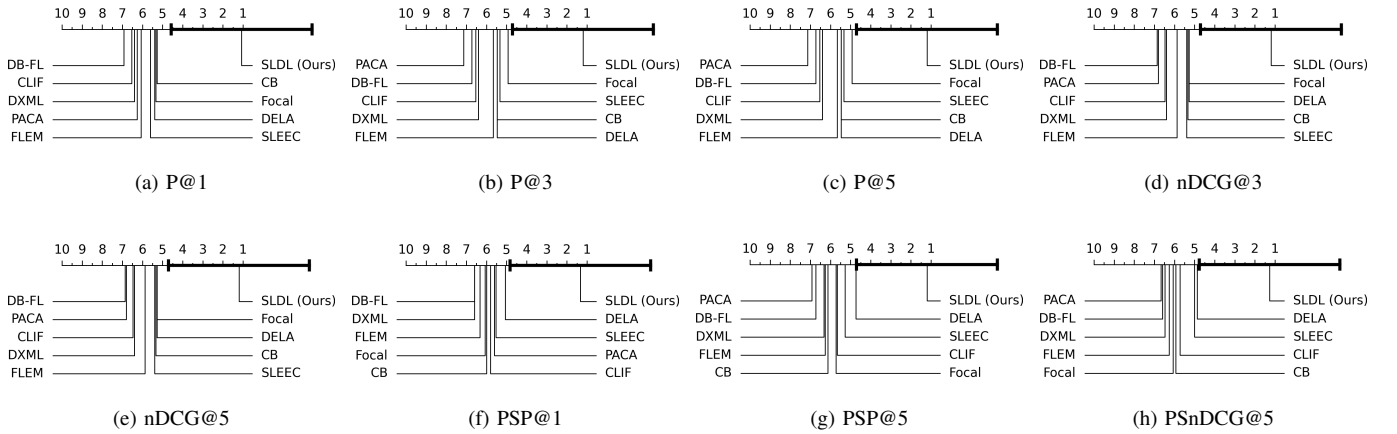 10 9 8 7 6 5 4 3 2 1
DB-FL
CLIF
DXML
PACA
FLEM
SLDL (Ours)
CB
Focal
DELA
SLEEC
(a) P@1
10 9 8 7 6 5 4 3 2 1
PACA
DB-FL
CLIF
DXML
FLEM
SLDL (Ours)
Focal
SLEEC
CB
DELA
(b) P@3
10 9 8 7 6 5 4 3 2 1
PACA
DB-FL
CLIF
DXML
FLEM
SLDL (Ours)
Focal
SLEEC
CB
DELA
(c) P@5
10 9 8 7 6 5 4 3 2 1
DB-FL
PACA
CLIF
DXML
FLEM
SLDL (Ours)
Focal
DELA
CB
SLEEC
(d) nDCG@3
10 9 8 7 6 5 4 3 2 1
DB-FL
PACA
CLIF
DXML
FLEM
SLDL (Ours)
Focal
DELA
CB
SLEEC
(e) nDCG@5
10 9 8 7 6 5 4 3 2 1
DB-FL
DXML
FLEM
Focal
CB
SLDL (Ours)
DELA
SLEEC
PACA
CLIF
(f) PSP@1
10 9 8 7 6 5 4 3 2 1
PACA
DB-FL
DXML
FLEM
CB
SLDL (Ours)
DELA
SLEEC
CLIF
Focal
(g) PSP@5
10 9 8 7 6 5 4 3 2 1
PACA
DB-FL
DXML
FLEM
Focal
SLDL (Ours)
DELA
SLEEC
CLIF
CB
(h) PSnDCG@5